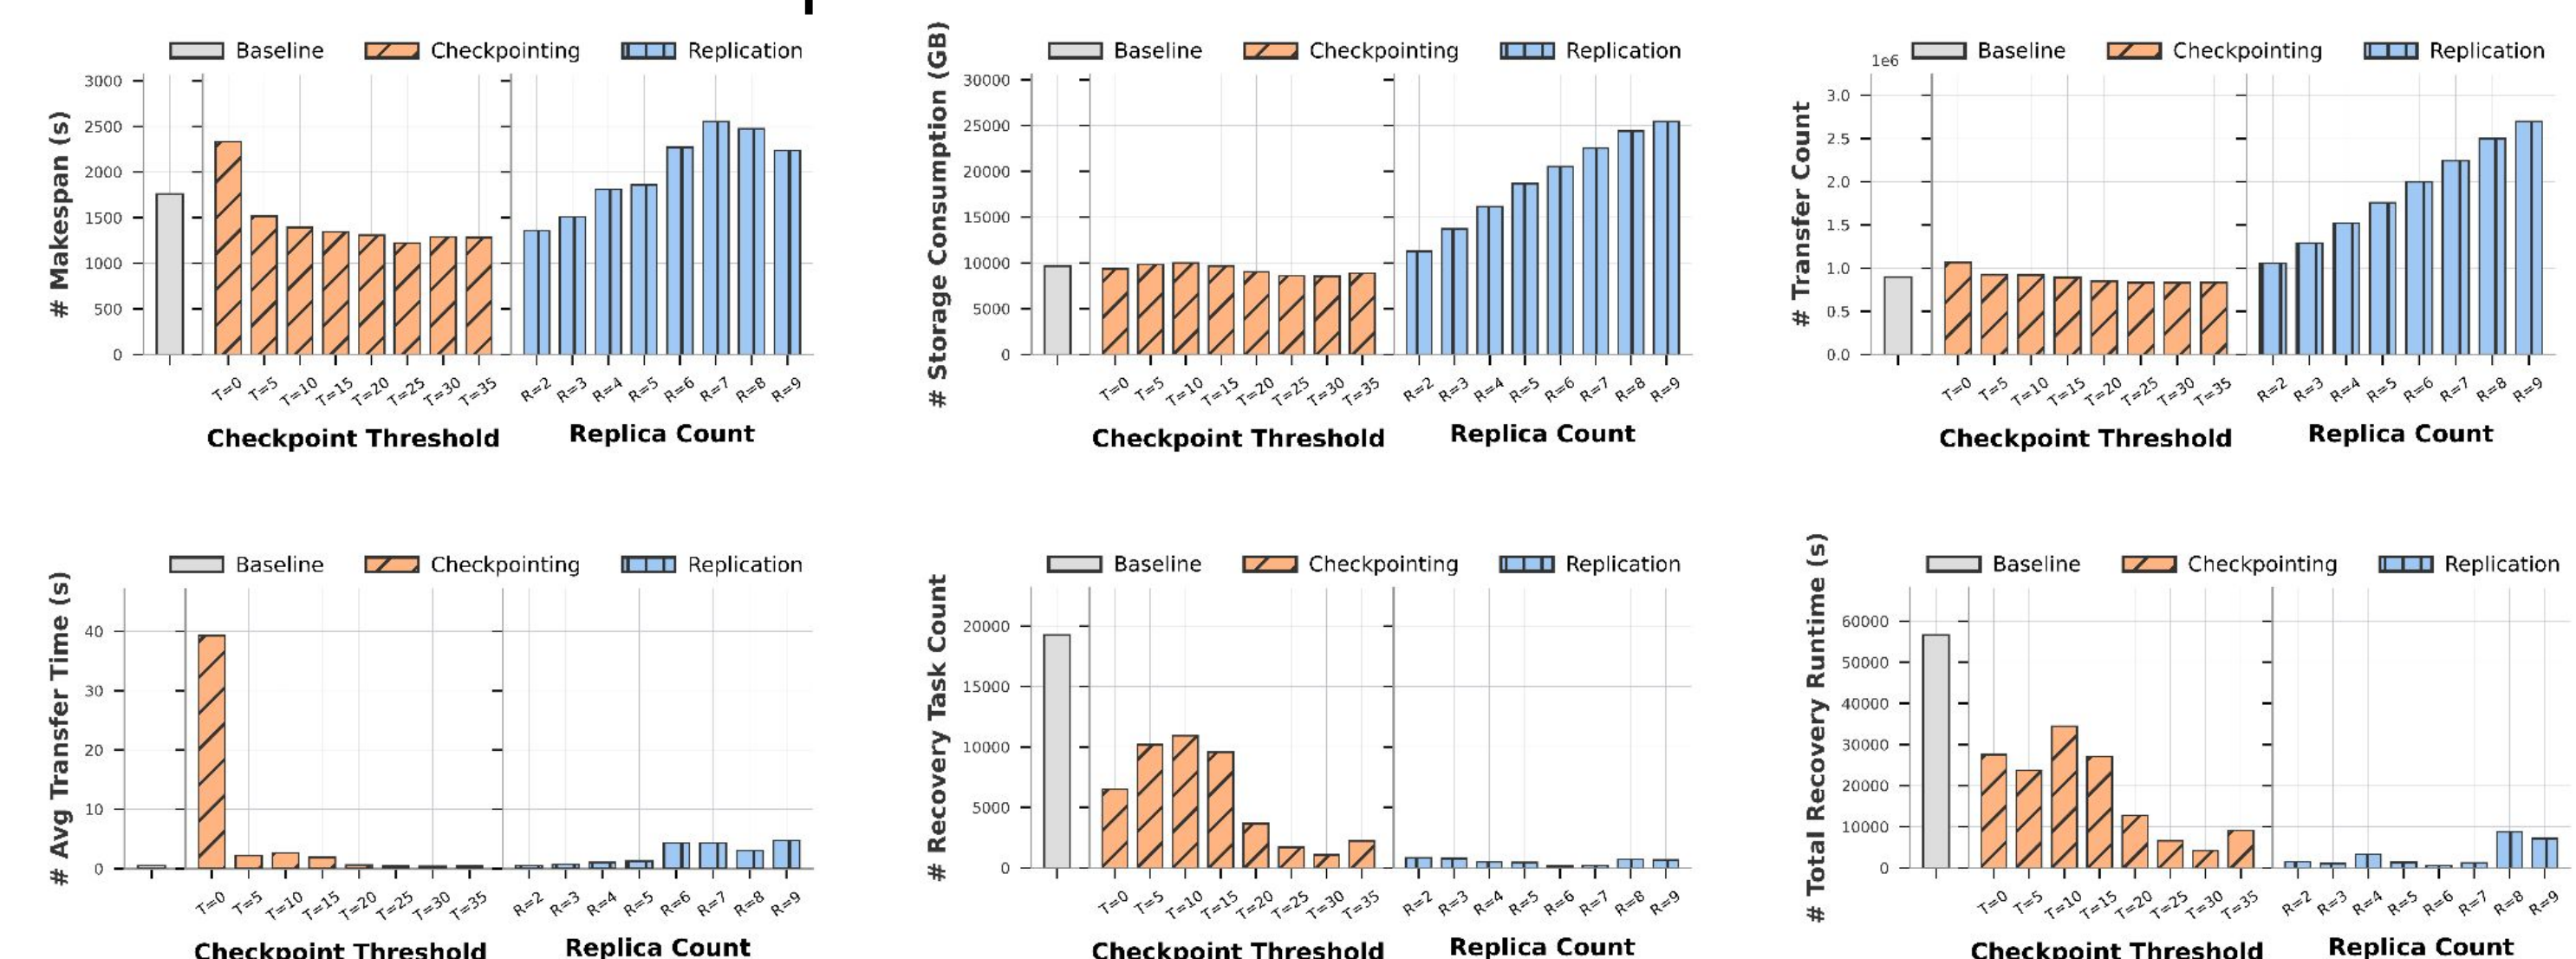 Baseline Checkpointing Replication
# Makespan (s)
3000
2500
2000
1500
1000
500
0
T=0 T=5 T=10 T=15 T=20 T=25 T=30 T=35 R=2 R=3 R=4 R=5 R=6 R=7 R=8 R=9
Checkpoint Threshold Replica Count
Baseline Checkpointing Replication
# Storage Consumption (GB)
30000
25000
20000
15000
10000
5000
0
T=0 T=5 T=10 T=15 T=20 T=25 T=30 T=35 R=2 R=3 R=4 R=5 R=6 R=7 R=8 R=9
Checkpoint Threshold Replica Count
Baseline Checkpointing Replication
1e6
# Transfer Count
3.0
2.5
2.0
1.5
1.0
0.5
0.0
T=0 T=5 T=10 T=15 T=20 T=25 T=30 T=35 R=2 R=3 R=4 R=5 R=6 R=7 R=8 R=9
Checkpoint Threshold Replica Count
Baseline Checkpointing Replication
# Avg Transfer Time (s)
40
30
20
10
0
T=0 T=5 T=10 T=15 T=20 T=25 T=30 T=35 R=2 R=3 R=4 R=5 R=6 R=7 R=8 R=9
Checkpoint Threshold Replica Count
Baseline Checkpointing Replication
# Recovery Task Count
20000
15000
10000
5000
0
T=0 T=5 T=10 T=15 T=20 T=25 T=30 T=35 R=2 R=3 R=4 R=5 R=6 R=7 R=8 R=9
Checkpoint Threshold Replica Count
Baseline Checkpointing Replication
# Total Recovery Runtime (s)
60000
50000
40000
30000
20000
10000
0
T=0 T=5 T=10 T=15 T=20 T=25 T=30 T=35 R=2 R=3 R=4 R=5 R=6 R=7 R=8 R=9
Checkpoint Threshold Replica Count